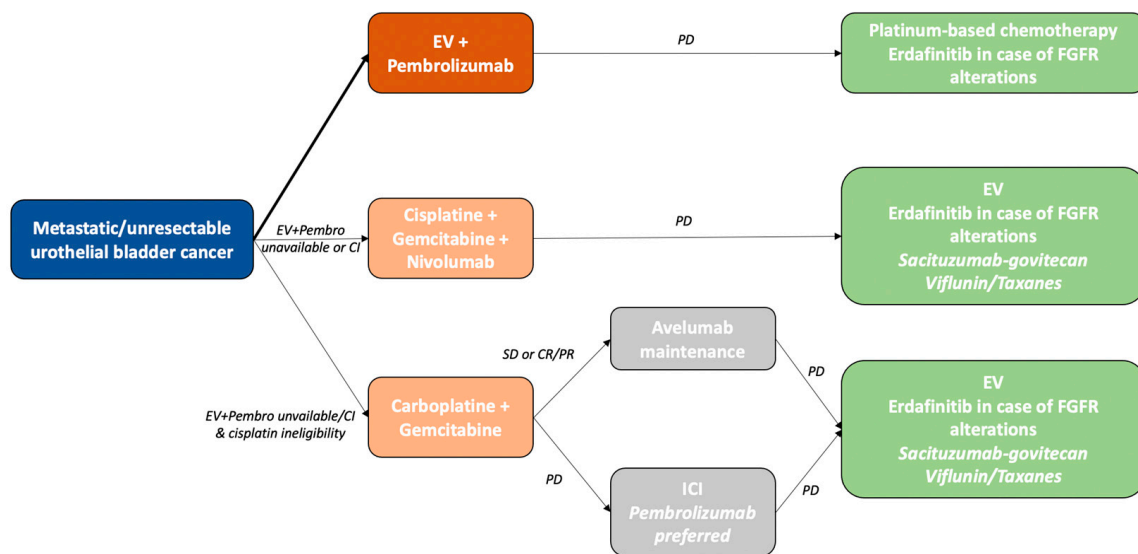 EV +
Pembrolizumab
PD
Platinum-based chemotherapy
Erdafinitib in case of FGFR
alterations
Metastatic/unresectable
urothelial bladder cancer
EV+Pembro
unavailable or CI
Cisplatine +
Gemcitabine +
Nivolumab
PD
EV
Erdafinitib in case of FGFR
alterations
Sacituzumab-govitecan
Viflunin/Taxanes
EV+Pembro unavailable/CI
& cisplatin ineligibility
Carboplatine +
Gemcitabine
SD or CR/PR
Avelumab
maintenance
PD
PD
ICI
Pembrolizumab
preferred
PD
EV
Erdafinitib in case of FGFR
alterations
Sacituzumab-govitecan
Viflunin/Taxanes